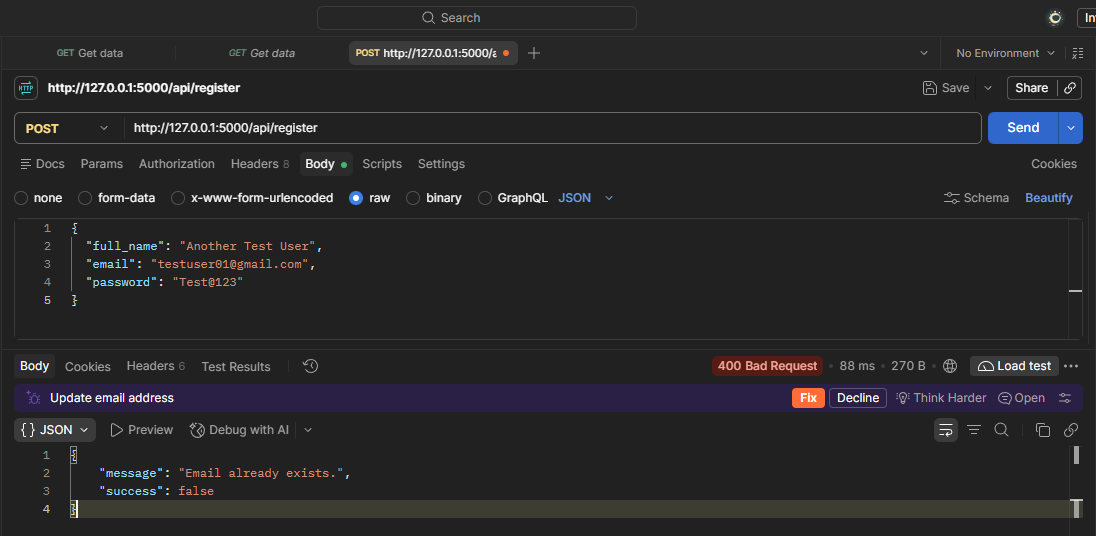 Search
In
GET Get data
GET Get data
POST http://127.0.0.1:5000/a
No Environment
HTTP http://127.0.0.1:5000/api/register
Save
Share
POST
http://127.0.0.1:5000/api/register
Send
Docs Params Authorization Headers 8 Body Scripts Settings Cookies
none form-data x-www-form-urlencoded raw binary GraphQL JSON Schema Beautify
1 {
2 "full_name": "Another Test User",
3 "email": "testuser01@gmail.com",
4 "password": "Test@123"
5 }
Body Cookies Headers 6 Test Results 400 Bad Request • 88 ms • 270 B • Load test
Update email address Fix Decline Think Harder Open
{} JSON Preview Debug with AI
1 {
2 "message": "Email already exists.",
3 "success": false
4 }